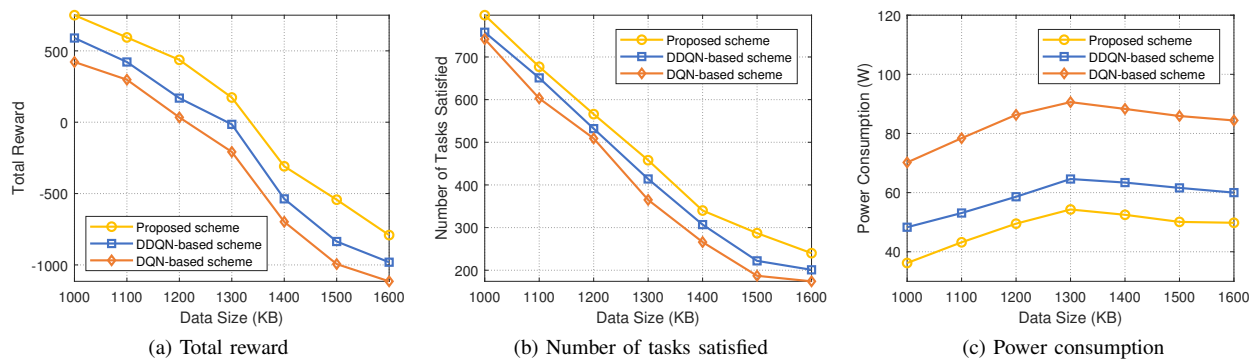 500
0
-500
-1000
Total Reward
Proposed scheme
DDQN-based scheme
DQN-based scheme
1000 1100 1200 1300 1400 1500 1600
Data Size (KB)
(a) Total reward
700
600
500
400
300
200
Number of Tasks Satisfied
Proposed scheme
DDQN-based scheme
DQN-based scheme
1000 1100 1200 1300 1400 1500 1600
Data Size (KB)
(b) Number of tasks satisfied
120
100
80
60
40
Power Consumption (W)
Proposed scheme
DDQN-based scheme
DQN-based scheme
1000 1100 1200 1300 1400 1500 1600
Data Size (KB)
(c) Power consumption